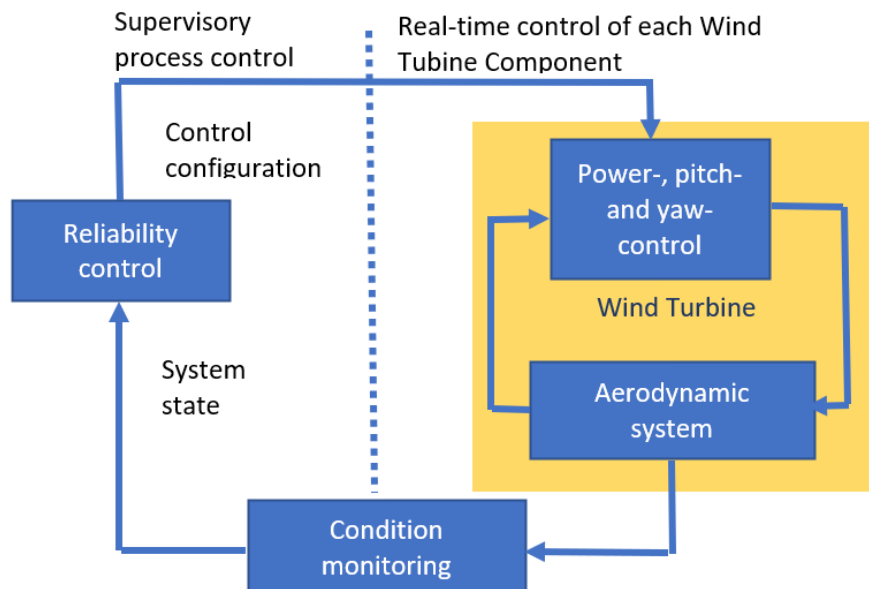 Supervisory
process control
Real-time control of each Wind
Tubine Component
Control
configuration
Power-, pitch-
and yaw-
control
Reliability
control
Wind Turbine
System
state
Aerodynamic
system
Condition
monitoring